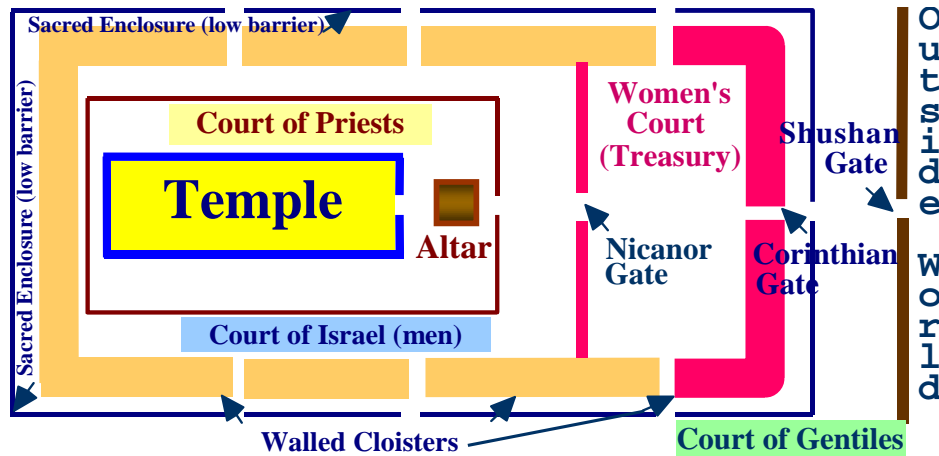 Sacred Enclosure (low barrier)
Sacred Enclosure (low barrier)
Court of Priests
Temple
Altar
Court of Israel (men)
Women's
Court
(Treasury)
Nicanor
Gate
Shushan
Gate
Corinthian
Gate
Outside World
Walled Cloisters
Court of Gentiles